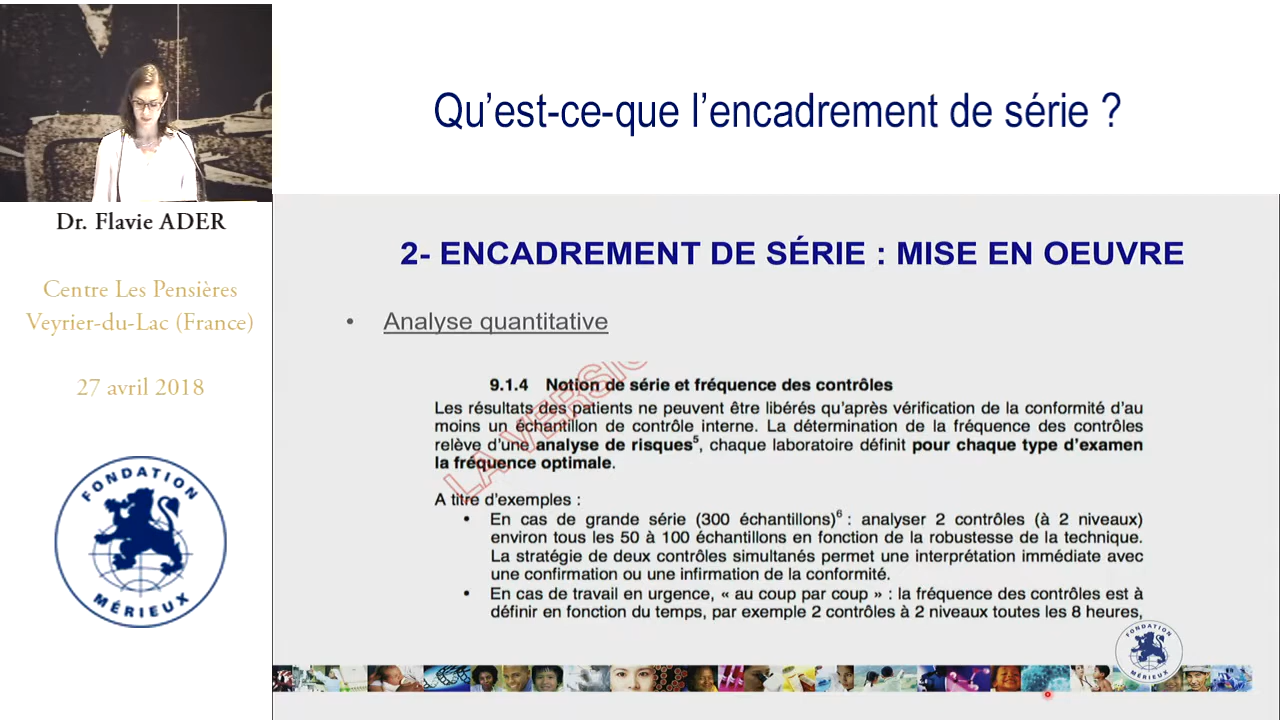 Qu’est-ce-que l’encadrement de série ?
Dr. Flavie ADER
Centre Les Pensières
Veyrier-du-Lac (France)
27 avril 2018
FONDATION
MÉRIEUX
2- ENCADREMENT DE SÉRIE : MISE EN OEUVRE
• Analyse quantitative
LA VERSIO
9.1.4 Notion de série et fréquence des contrôles
Les résultats des patients ne peuvent être libérés qu’après vérification de la conformité d’au
moins un échantillon de contrôle interne. La détermination de la fréquence des contrôles
relève d’une analyse de risques5, chaque laboratoire définit pour chaque type d’examen
la fréquence optimale.
A titre d’exemples :
• En cas de grande série (300 échantillons)6 : analyser 2 contrôles (à 2 niveaux)
environ tous les 50 à 100 échantillons en fonction de la robustesse de la technique.
La stratégie de deux contrôles simultanés permet une interprétation immédiate avec
une confirmation ou une infirmation de la conformité.
• En cas de travail en urgence, « au coup par coup » : la fréquence des contrôles est à
définir en fonction du temps, par exemple 2 contrôles à 2 niveaux toutes les 8 heures,
FONDATION
MÉRIEUX